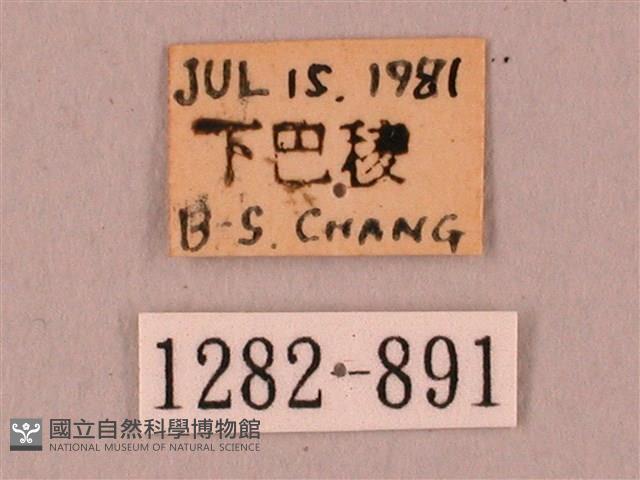 JUL 15. 1981
下巴稜
B-S. CHANG
1282-891
國立自然科學博物館
NATIONAL MUSEUM OF NATURAL SCIENCE